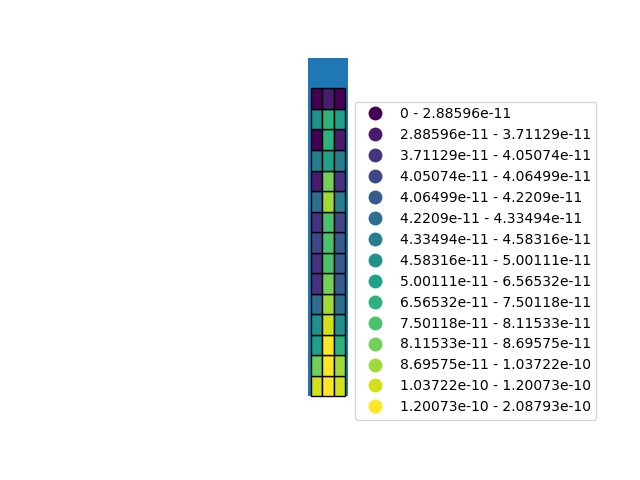 0 - 2.88596e-11
2.88596e-11 - 3.71129e-11
3.71129e-11 - 4.05074e-11
4.05074e-11 - 4.06499e-11
4.06499e-11 - 4.2209e-11
4.2209e-11 - 4.33494e-11
4.33494e-11 - 4.58316e-11
4.58316e-11 - 5.00111e-11
5.00111e-11 - 6.56532e-11
6.56532e-11 - 7.50118e-11
7.50118e-11 - 8.11533e-11
8.11533e-11 - 8.69575e-11
8.69575e-11 - 1.03722e-10
1.03722e-10 - 1.20073e-10
1.20073e-10 - 2.08793e-10